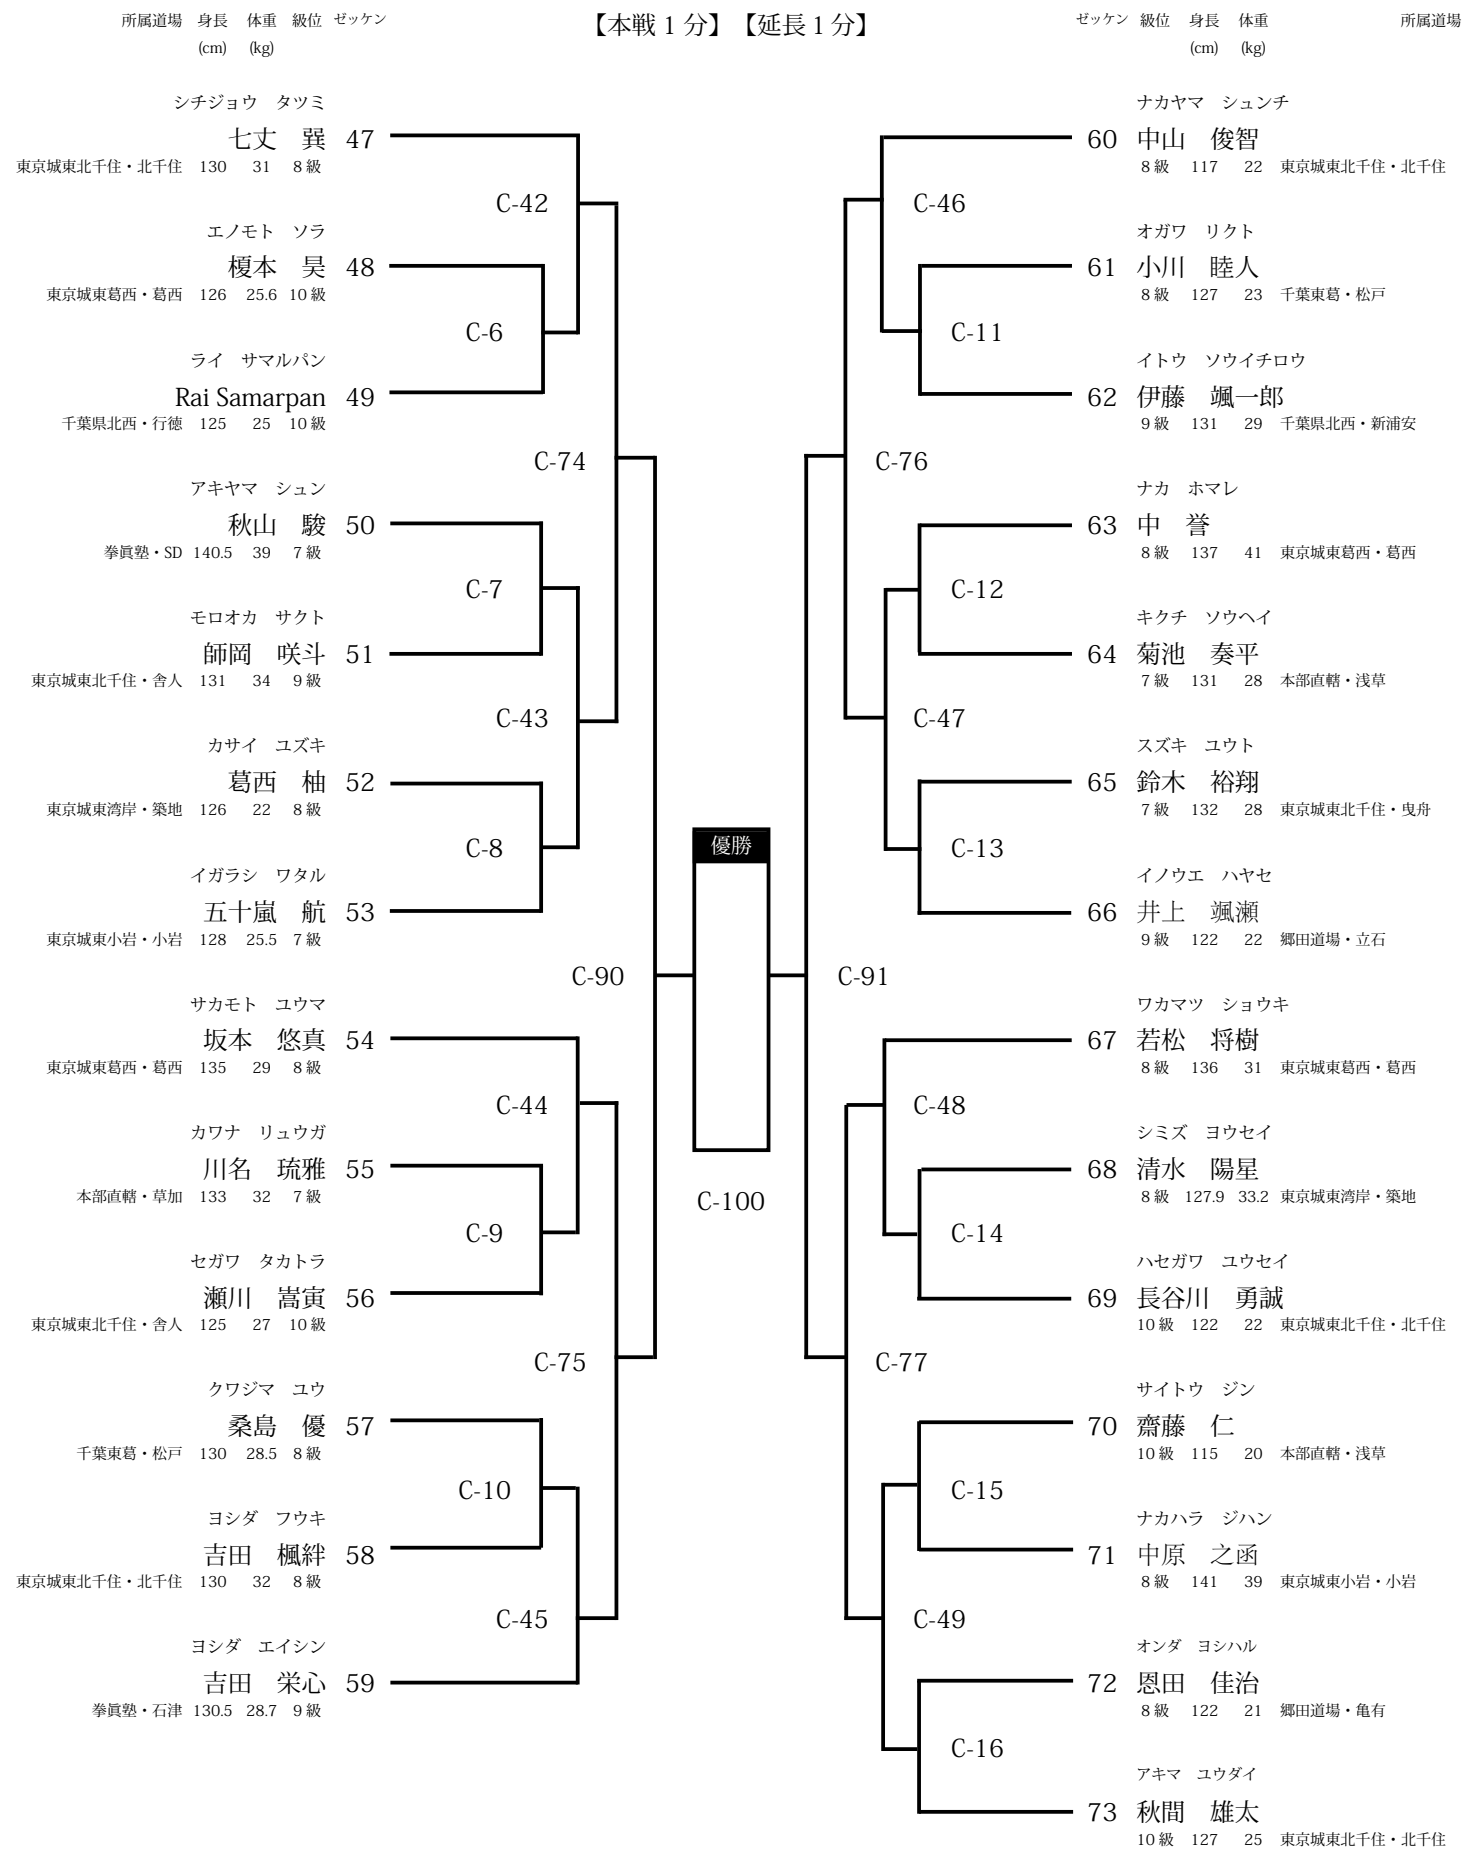 所属道場 身長 体重 級位 ゼッケン
(cm) (kg)
【本戦1分】【延長1分】
ゼッケン 級位 身長 体重 所属道場
(cm) (kg)
シチジョウ タツミ
七丈 巽 47
東京城東北千住・北千住 130 31 8級
C-42
エノモト ソラ
榎本 昊 48
東京城東葛西・葛西 126 25.6 10級
C-6
ライ サマルパン
Rai Samarpan 49
千葉県北西・行徳 125 25 10級
C-74
アキヤマ シュン
秋山 駿 50
拳眞塾・SD 140.5 39 7級
C-7
モロオカ サクト
師岡 咲斗 51
東京城東北千住・舎人 131 34 9級
C-43
カサイ ユズキ
葛西 柚 52
東京城東湾岸・築地 126 22 8級
C-8
イガラシ ワタル
五十嵐 航 53
東京城東小岩・小岩 128 25.5 7級
C-90
サカモト ユウマ
坂本 悠真 54
東京城東葛西・葛西 135 29 8級
C-44
カワナ リュウガ
川名 琉雅 55
本部直轄・草加 133 32 7級
C-9
セガワ タカトラ
瀬川 嵩寅 56
東京城東北千住・舎人 125 27 10級
C-75
クワジマ ユウ
桑島 優 57
千葉東葛・松戸 130 28.5 8級
C-10
ヨシダ フウキ
吉田 楓絆 58
東京城東北千住・北千住 130 32 8級
C-45
ヨシダ エイシン
吉田 栄心 59
拳眞塾・石津 130.5 28.7 9級
優勝
C-100
ナカヤマ シュンチ
60 中山 俊智
8級 117 22 東京城東北千住・北千住
C-46
オガワ リクト
61 小川 睦人
8級 127 23 千葉東葛・松戸
C-11
イトウ ソウイチロウ
62 伊藤 颯一郎
9級 131 29 千葉県北西・新浦安
C-76
ナカ ホマレ
63 中 誉
8級 137 41 東京城東葛西・葛西
C-12
キクチ ソウヘイ
64 菊池 奏平
7級 131 28 本部直轄・浅草
C-47
スズキ ユウト
65 鈴木 裕翔
7級 132 28 東京城東北千住・曳舟
C-13
イノウエ ハヤセ
66 井上 颯瀬
9級 122 22 郷田道場・立石
C-91
ワカマツ ショウキ
67 若松 将樹
8級 136 31 東京城東葛西・葛西
C-48
シミズ ヨウセイ
68 清水 陽星
8級 127.9 33.2 東京城東湾岸・築地
C-14
ハセガワ ユウセイ
69 長谷川 勇誠
10級 122 22 東京城東北千住・北千住
C-77
サイトウ ジン
70 齋藤 仁
10級 115 20 本部直轄・浅草
C-15
ナカハラ ジハン
71 中原 之函
8級 141 39 東京城東小岩・小岩
C-49
オンダ ヨシハル
72 恩田 佳治
8級 122 21 郷田道場・亀有
C-16
アキマ ユウダイ
73 秋間 雄太
10級 127 25 東京城東北千住・北千住